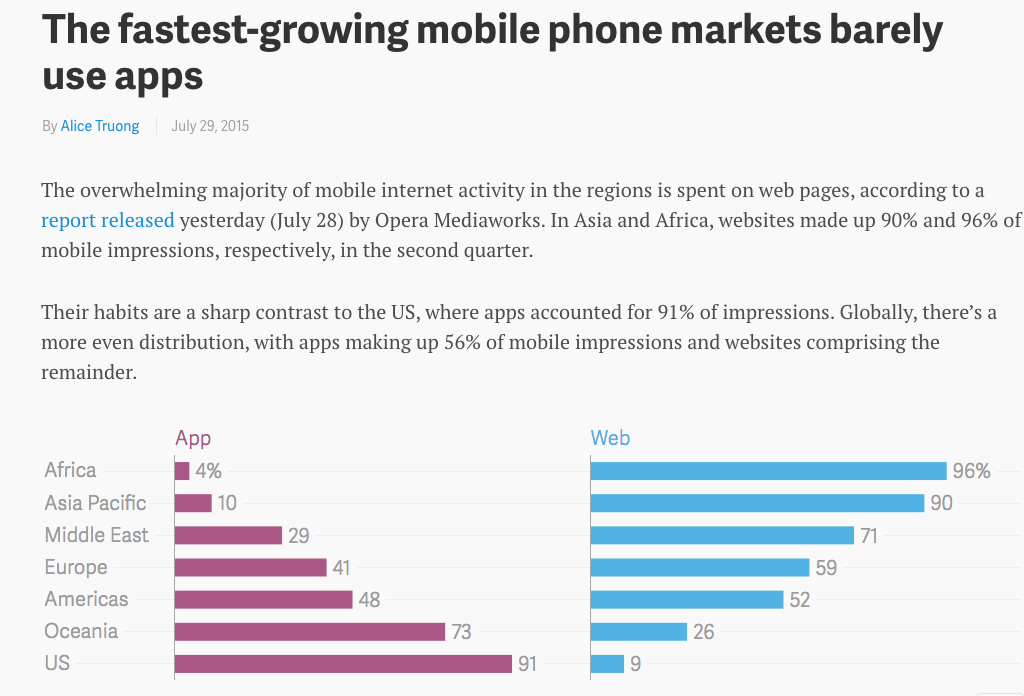 The fastest-growing mobile phone markets barely
use apps
By Alice Truong July 29, 2015
The overwhelming majority of mobile internet activity in the regions is spent on web pages, according to a
report released yesterday (July 28) by Opera Mediaworks. In Asia and Africa, websites made up 90% and 96% of
mobile impressions, respectively, in the second quarter.
Their habits are a sharp contrast to the US, where apps accounted for 91% of impressions. Globally, there’s a
more even distribution, with apps making up 56% of mobile impressions and websites comprising the
remainder.
App Web
Africa 4% 96%
Asia Pacific 10 90
Middle East 29 71
Europe 41 59
Americas 48 52
Oceania 73 26
US 91 9